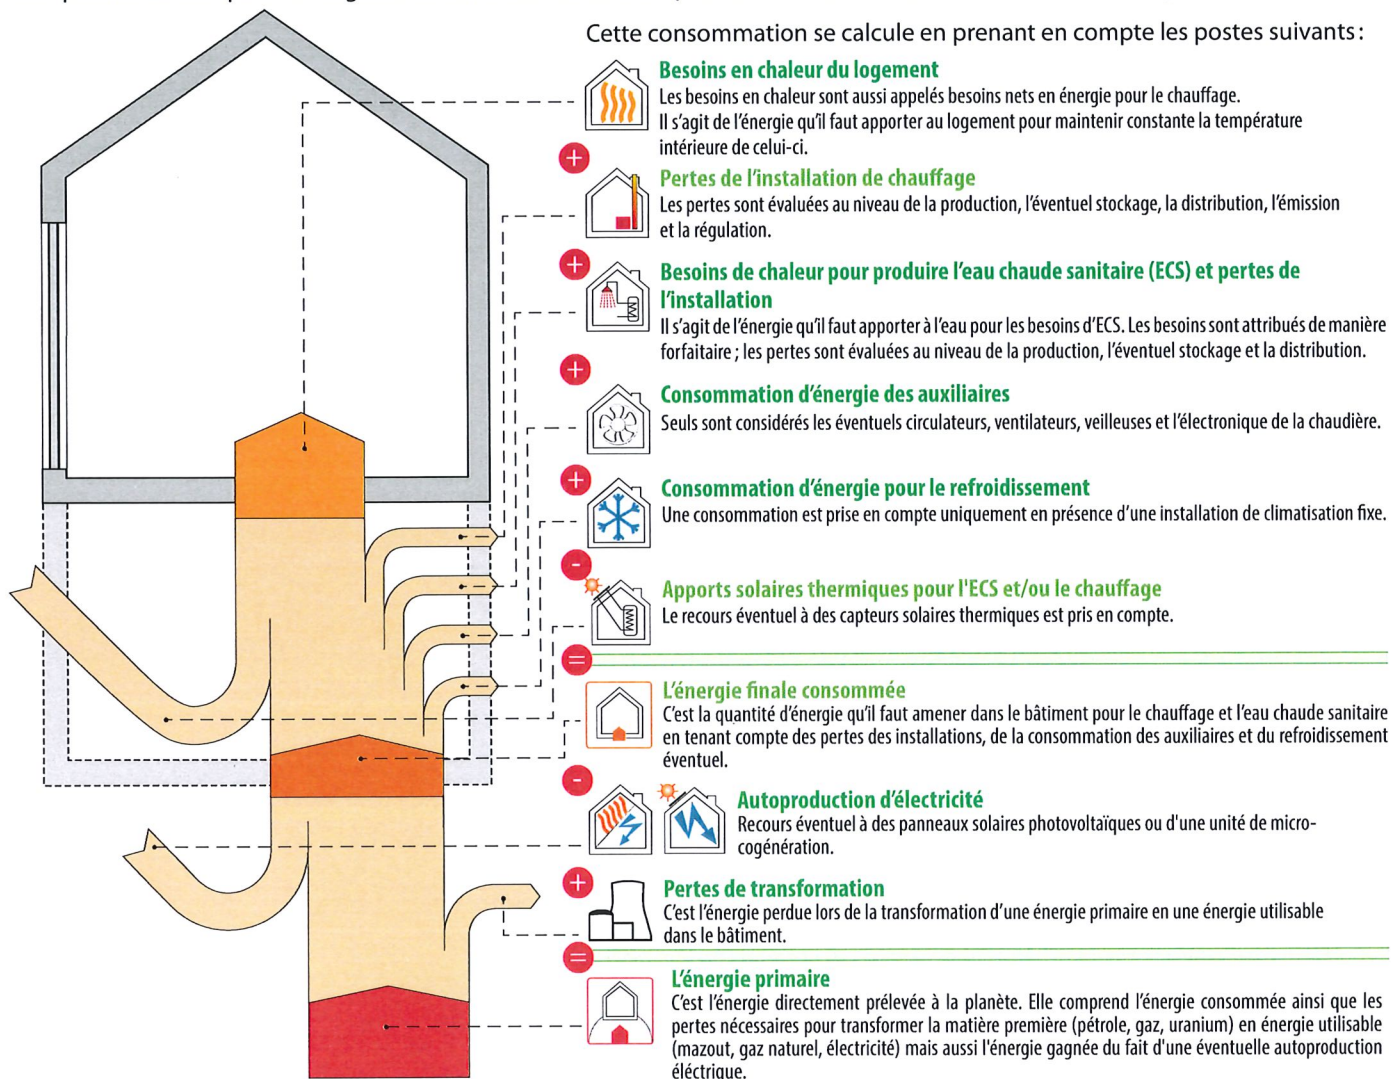 Cette consommation se calcule en prenant en compte les postes suivants :
Besoins en chaleur du logement
Les besoins en chaleur sont aussi appelés besoins nets en énergie pour le chauffage.
Il s'agit de l'énergie qu'il faut apporter au logement pour maintenir constante la température
intérieure de celui-ci.
+
Pertes de l'installation de chauffage
Les pertes sont évaluées au niveau de la production, l'éventuel stockage, la distribution, l'émission
et la régulation.
+
Besoins de chaleur pour produire l'eau chaude sanitaire (ECS) et pertes de
l'installation
Il s'agit de l'énergie qu'il faut apporter à l'eau pour les besoins d'ECS. Les besoins sont attribués de manière
forfaitaire ; les pertes sont évaluées au niveau de la production, l'éventuel stockage et la distribution.
+
Consommation d'énergie des auxiliaires
Seuls sont considérés les éventuels circulateurs, ventilateurs, veilleuses et l'électronique de la chaudière.
+
Consommation d'énergie pour le refroidissement
Une consommation est prise en compte uniquement en présence d'une installation de climatisation fixe.
-
Apports solaires thermiques pour l'ECS et/ou le chauffage
Le recours éventuel à des capteurs solaires thermiques est pris en compte.
=
L'énergie finale consommée
C'est la quantité d'énergie qu'il faut amener dans le bâtiment pour le chauffage et l'eau chaude sanitaire
en tenant compte des pertes des installations, de la consommation des auxiliaires et du refroidissement
éventuel.
-
Autoproduction d'électricité
Recours éventuel à des panneaux solaires photovoltaïques ou d'une unité de micro-
cogénération.
+
Pertes de transformation
C'est l'énergie perdue lors de la transformation d'une énergie primaire en une énergie utilisable
dans le bâtiment.
=
L'énergie primaire
C'est l'énergie directement prélevée à la planète. Elle comprend l'énergie consommée ainsi que les
pertes nécessaires pour transformer la matière première (pétrole, gaz, uranium) en énergie utilisable
(mazout, gaz naturel, électricité) mais aussi l'énergie gagnée du fait d'une éventuelle autoproduction
éléctrique.